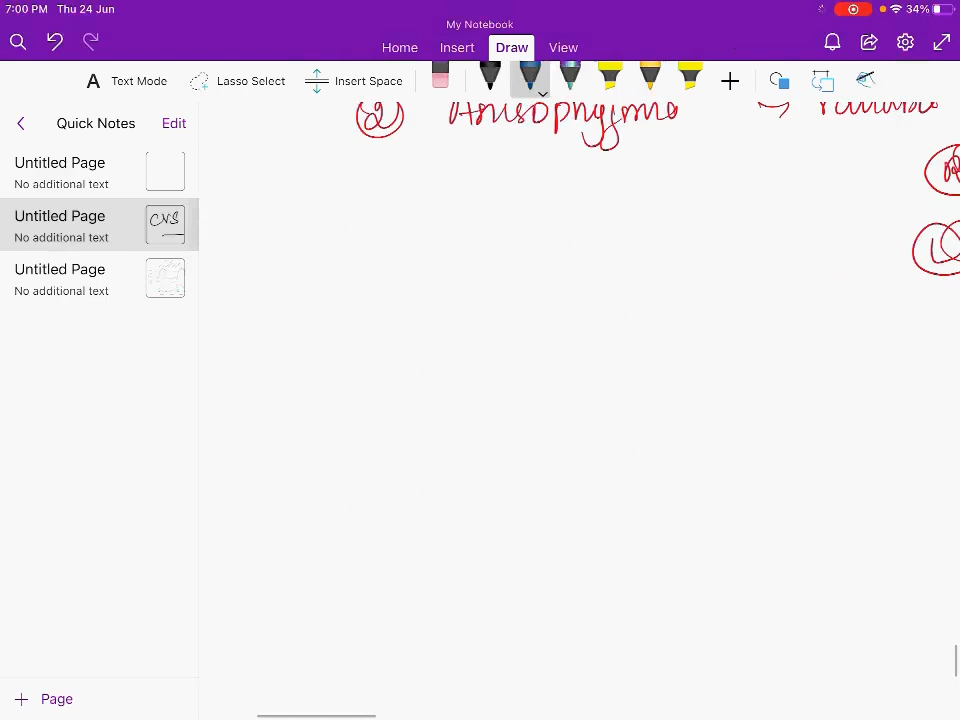 7:00 PM Thu 24 Jun
34%
My Notebook
Home Insert Draw View
Text Mode Lasso Select Insert Space
Quick Notes Edit
Untitled Page
No additional text
Untitled Page
No additional text
CNS
Untitled Page
No additional text
2
+ Page